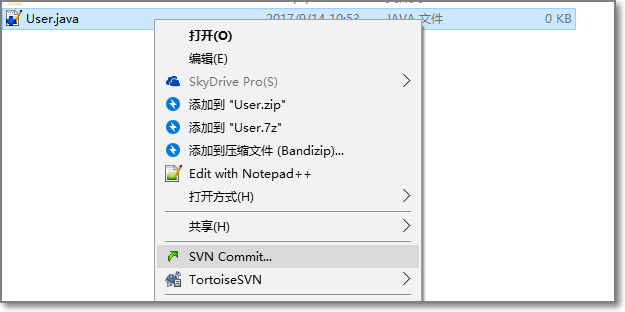 User.java 2017/9/14 10:53 JAVA 文件 0 KB
打开(O)
编辑(E)
SkyDrive Pro(S)
添加到 "User.zip"
添加到 "User.7z"
添加到压缩文件 (Bandizip)...
Edit with Notepad++
打开方式(H)
共享(H)
SVN Commit...
TortoiseSVN